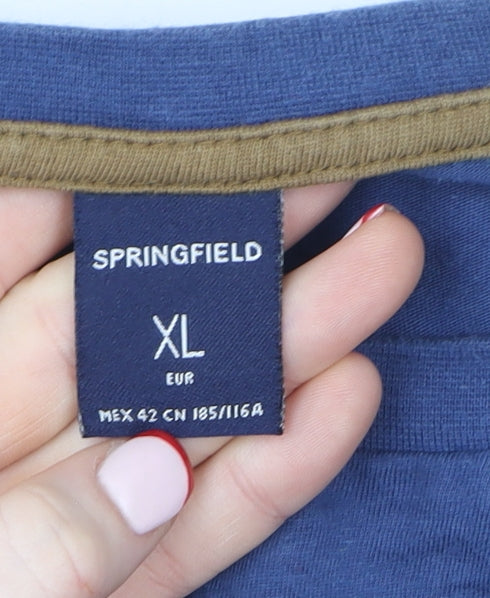 SPRINGFIELD
XL
EUR
MEX 42 CN 185/116A